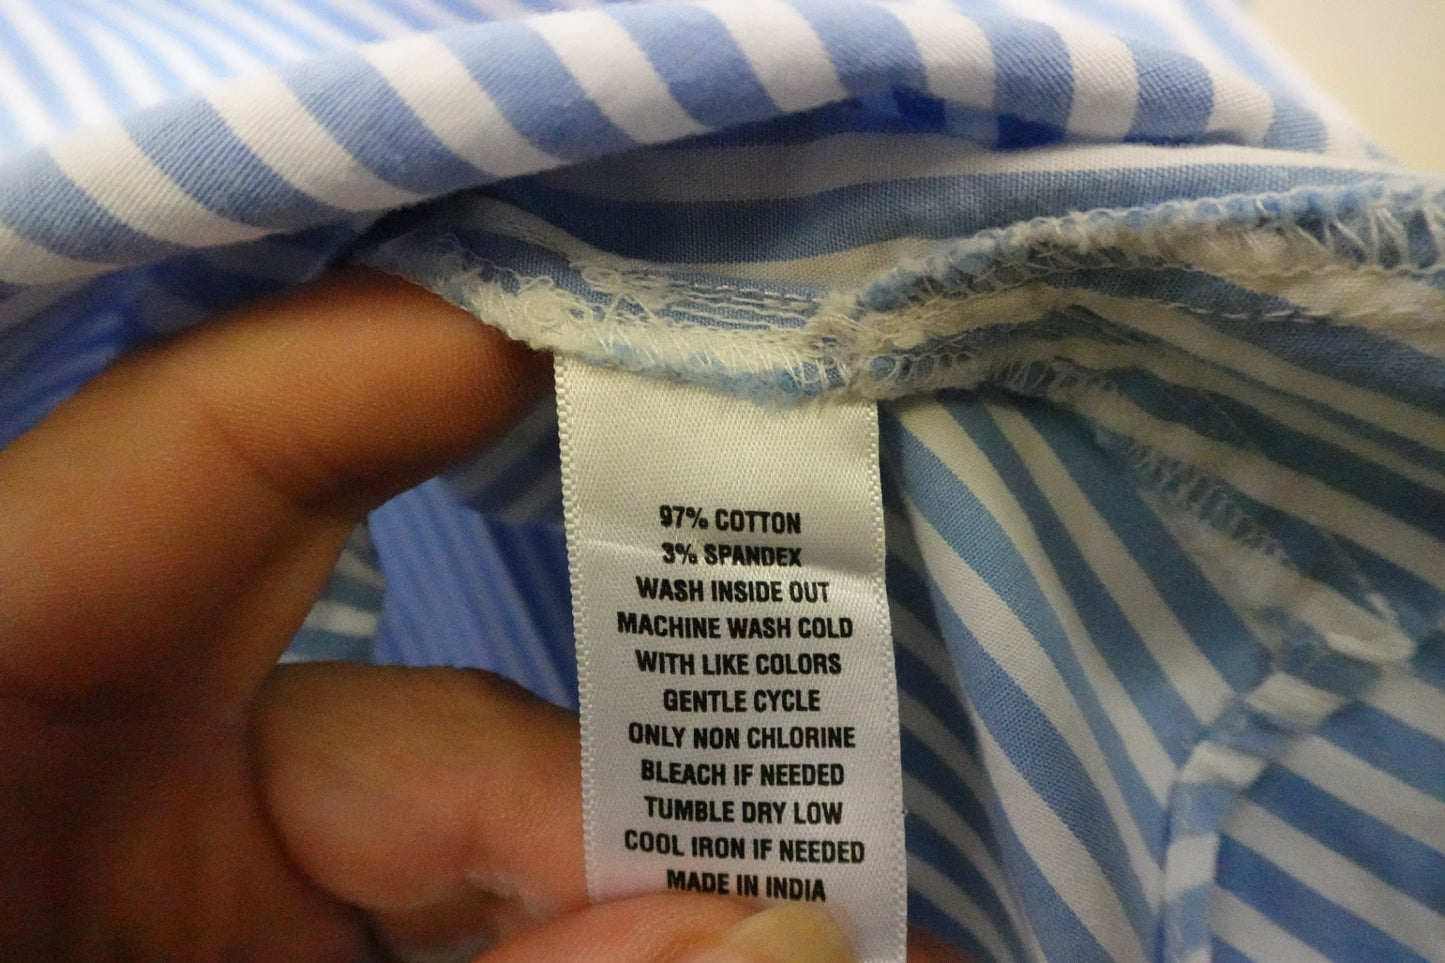 97% COTTON
3% SPANDEX
WASH INSIDE OUT
MACHINE WASH COLD
WITH LIKE COLORS
GENTLE CYCLE
ONLY NON CHLORINE
BLEACH IF NEEDED
TUMBLE DRY LOW
COOL IRON IF NEEDED
MADE IN INDIA